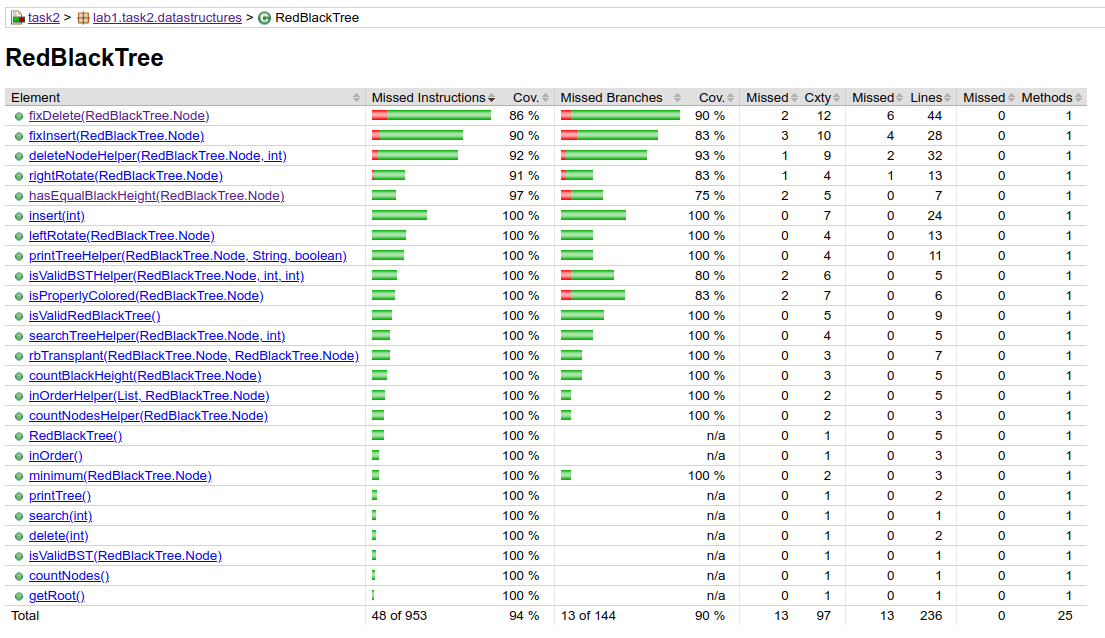 task2 > lab1.task2.datastructures > RedBlackTree
RedBlackTree
Element Missed Instructions Cov. Missed Branches Cov. Missed Cxty Missed Lines Missed Methods
fixDelete(RedBlackTree.Node) 86 % 90 % 2 12 6 44 0 1
fixInsert(RedBlackTree.Node) 90 % 83 % 3 10 4 28 0 1
deleteNodeHelper(RedBlackTree.Node, int) 92 % 93 % 1 9 2 32 0 1
rightRotate(RedBlackTree.Node) 91 % 83 % 1 4 1 13 0 1
hasEqualBlackHeight(RedBlackTree.Node) 97 % 75 % 2 5 0 7 0 1
insert(int) 100 % 100 % 0 7 0 24 0 1
leftRotate(RedBlackTree.Node) 100 % 100 % 0 4 0 13 0 1
printTreeHelper(RedBlackTree.Node, String, boolean) 100 % 100 % 0 4 0 11 0 1
isValidBSTHelper(RedBlackTree.Node, int, int) 100 % 80 % 2 6 0 5 0 1
isProperlyColored(RedBlackTree.Node) 100 % 83 % 2 7 0 6 0 1
isValidRedBlackTree() 100 % 100 % 0 5 0 9 0 1
searchTreeHelper(RedBlackTree.Node, int) 100 % 100 % 0 4 0 5 0 1
rbTransplant(RedBlackTree.Node, RedBlackTree.Node) 100 % 100 % 0 3 0 7 0 1
countBlackHeight(RedBlackTree.Node) 100 % 100 % 0 3 0 5 0 1
inOrderHelper(List, RedBlackTree.Node) 100 % 100 % 0 2 0 5 0 1
countNodesHelper(RedBlackTree.Node) 100 % 100 % 0 2 0 3 0 1
RedBlackTree() 100 % n/a 0 1 0 5 0 1
inOrder() 100 % n/a 0 1 0 3 0 1
minimum(RedBlackTree.Node) 100 % 100 % 0 2 0 3 0 1
printTree() 100 % n/a 0 1 0 2 0 1
search(int) 100 % n/a 0 1 0 1 0 1
delete(int) 100 % n/a 0 1 0 2 0 1
isValidBST(RedBlackTree.Node) 100 % n/a 0 1 0 1 0 1
countNodes() 100 % n/a 0 1 0 1 0 1
getRoot() 100 % n/a 0 1 0 1 0 1
Total 48 of 953 94 % 13 of 144 90 % 13 97 13 236 0 25